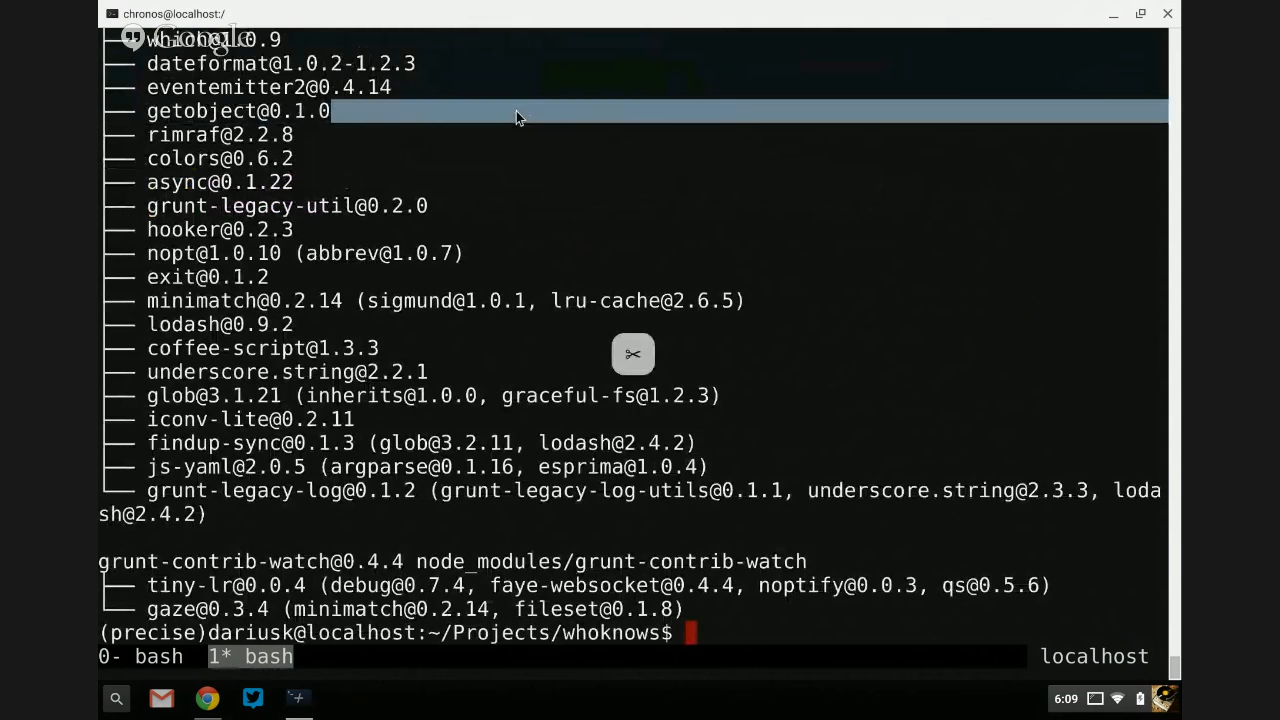 chronos@localhost:/
Google
├── which@1.0.9
├── dateformat@1.0.2-1.2.3
├── eventemitter2@0.4.14
├── getobject@0.1.0
├── rimraf@2.2.8
├── colors@0.6.2
├── async@0.1.22
├── grunt-legacy-util@0.2.0
├── hooker@0.2.3
├── nopt@1.0.10 (abbrev@1.0.7)
├── exit@0.1.2
├── minimatch@0.2.14 (sigmund@1.0.1, lru-cache@2.6.5)
├── lodash@0.9.2
├── coffee-script@1.3.3
├── underscore.string@2.2.1
├── glob@3.1.21 (inherits@1.0.0, graceful-fs@1.2.3)
├── iconv-lite@0.2.11
├── findup-sync@0.1.3 (glob@3.2.11, lodash@2.4.2)
├── js-yaml@2.0.5 (argparse@0.1.16, esprima@1.0.4)
└── grunt-legacy-log@0.1.2 (grunt-legacy-log-utils@0.1.1, underscore.string@2.3.3, loda
sh@2.4.2)
grunt-contrib-watch@0.4.4 node_modules/grunt-contrib-watch
├── tiny-lr@0.0.4 (debug@0.7.4, faye-websocket@0.4.4, noptify@0.0.3, qs@0.5.6)
└── gaze@0.3.4 (minimatch@0.2.14, fileset@0.1.8)
(precise)dariusk@localhost:~/Projects/whoknows$
0- bash 1* bash localhost
6:09